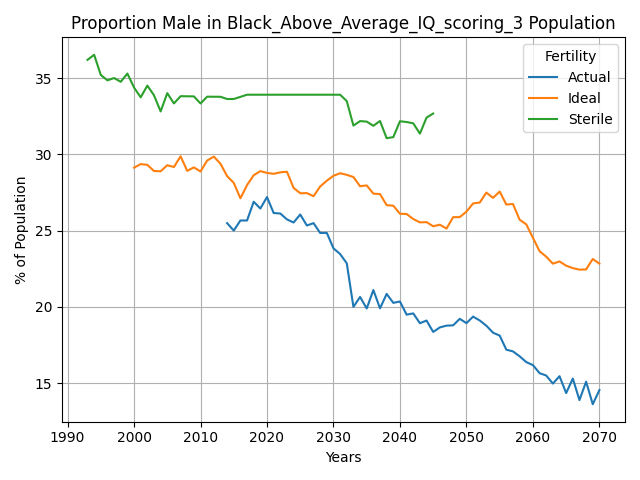 Proportion Male in Black_Above_Average_IQ_scoring_3 Population
Fertility
Actual
Ideal
Sterile
% of Population
35
30
25
20
15
1990
2000
2010
2020
2030
2040
2050
2060
2070
Years